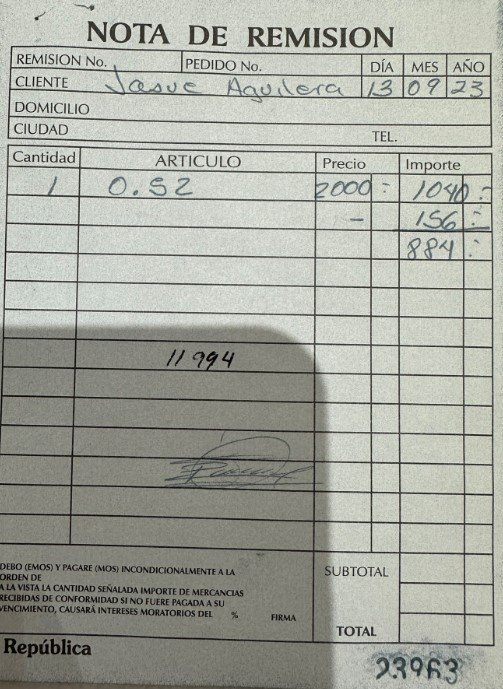 NOTA DE REMISION
REMISION No. PEDIDO No. DÍA MES AÑO
CLIENTE Josue Aguilera 13 09 23
DOMICILIO
CIUDAD TEL.
Cantidad ARTICULO Precio Importe
1 0.52 2000=- 1040=-
- 156=-
884=-
11994
DEBO (EMOS) Y PAGARE (MOS) INCONDICIONALMENTE A LA
ORDEN DE
A LA VISTA LA CANTIDAD SEÑALADA IMPORTE DE MERCANCIAS
RECIBIDAS DE CONFORMIDAD SI NO FUERE PAGADA A SU
VENCIMIENTO, CAUSARÁ INTERESES MORATORIOS DEL % FIRMA
SUBTOTAL
TOTAL
República
23963